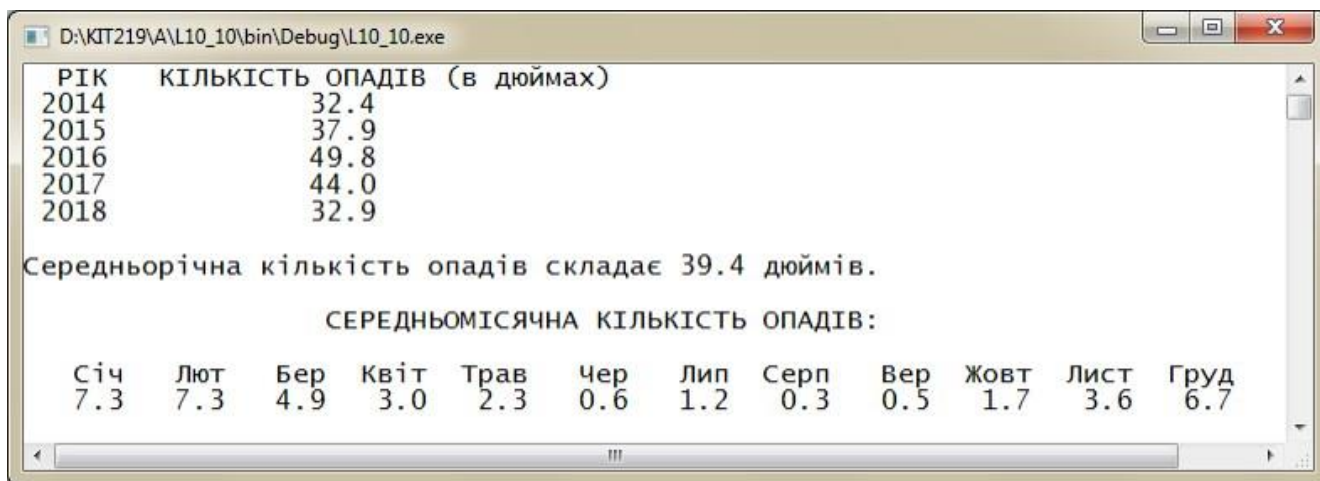 D:\KIT219\A\L10_10\bin\Debug\L10_10.exe
РІК КІЛЬКІСТЬ ОПАДІВ (в дюймах)
2014 32.4
2015 37.9
2016 49.8
2017 44.0
2018 32.9
Середньорічна кількість опадів складає 39.4 дюймів.
СЕРЕДНЬОМІСЯЧНА КІЛЬКІСТЬ ОПАДІВ:
Січ Лют Бер Квіт Трав Чер Лип Серп Вер Жовт Лист Груд
7.3 7.3 4.9 3.0 2.3 0.6 1.2 0.3 0.5 1.7 3.6 6.7